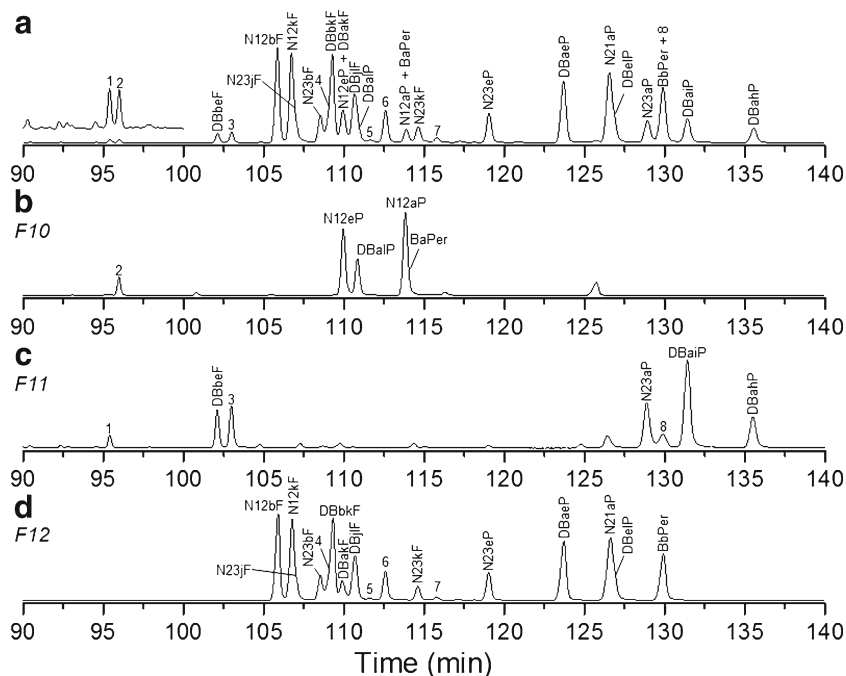 a
1
2
DBbeF
3
N12bF
N12kF
N23jF
N23bF
4
DBbkF
N12eP + DBakF
DBjlF
DBalP
5
6
N12aP + BaPer
N23kF
7
N23eP
DBaeP
N21aP
DBelP
N23aP
BbPer + 8
DBaiP
DBahP
90 95 100 105 110 115 120 125 130 135 140
b
F10
2
N12eP
DBalP
N12aP
BaPer
90 95 100 105 110 115 120 125 130 135 140
c
F11
1
DBbeF
3
N23aP
8
DBaiP
DBahP
90 95 100 105 110 115 120 125 130 135 140
d
F12
N12bF
N12kF
N23jF
N23bF
4
DBbkF
DBakF
DBjlF
5
6
N23kF
7
N23eP
DBaeP
N21aP
DBelP
BbPer
90 95 100 105 110 115 120 125 130 135 140
Time (min)